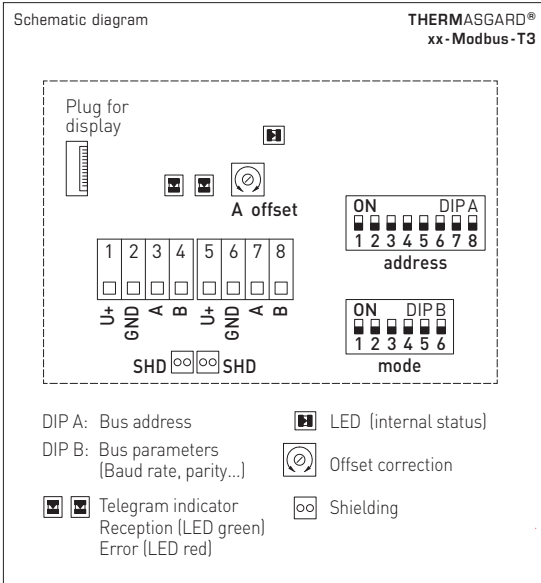 Schematic diagram
THERMASGARD®
xx-Modbus-T3
Plug for
display
A offset
ON DIP A
1 2 3 4 5 6 7 8
address
1 2 3 4 5 6 7 8
U+ GND A B U+ GND A B
ON DIP B
1 2 3 4 5 6
mode
SHD SHD
DIP A: Bus address
DIP B: Bus parameters
(Baud rate, parity...)
Telegram indicator
Reception (LED green)
Error (LED red)
LED (internal status)
Offset correction
Shielding